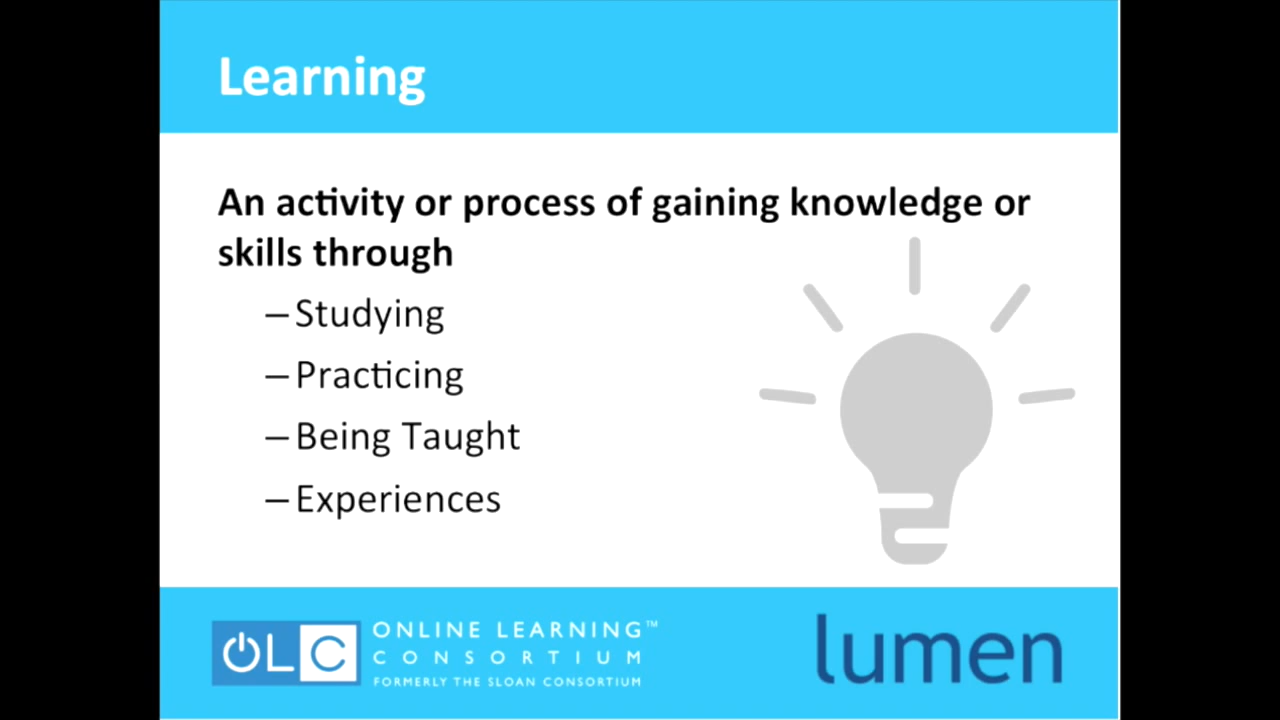 Learning
An activity or process of gaining knowledge or
skills through
– Studying
– Practicing
– Being Taught
– Experiences
OLC
ONLINE LEARNING™
CONSORTIUM
FORMERLY THE SLOAN CONSORTIUM
lumen